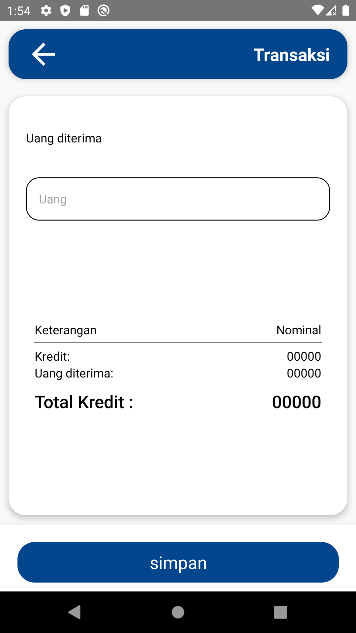 1:54
Transaksi
Uang diterima
Uang
Keterangan Nominal
Kredit: 00000
Uang diterima: 00000
Total Kredit : 00000
simpan